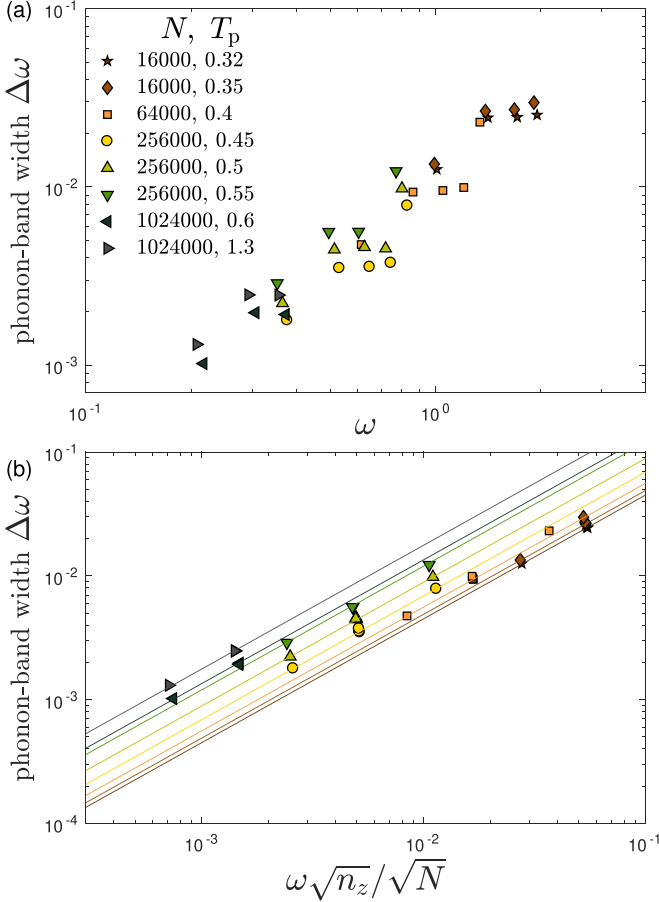 (a)
10^-1
N, T_p
16000, 0.32
16000, 0.35
64000, 0.4
256000, 0.45
256000, 0.5
256000, 0.55
1024000, 0.6
1024000, 1.3
10^-2
10^-3
phonon-band width Δω
10^-1
10^0
ω
(b)
10^-1
10^-2
10^-3
10^-4
phonon-band width Δω
10^-3
10^-2
10^-1
ω√n_z/√N